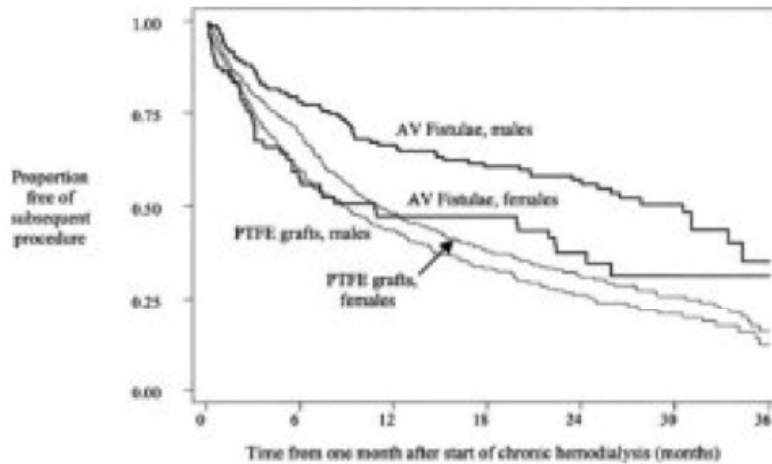 1.00
0.75
Proportion
free of
subsequent
procedure
0.50
0.25
0.00
AV Fistulae, males
AV Fistulae, females
PTFE grafts, males
PTFE grafts,
females
0 6 12 18 24 30 36
Time from one month after start of chronic hemodialysis (months)